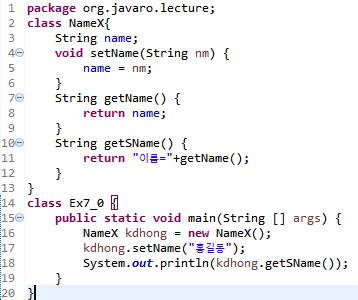 1 package org.javaro.lecture;
2 class NameX{
3     String name;
4     void setName(String nm) {
5         name = nm;
6     }
7     String getName() {
8         return name;
9     }
10     String getSName() {
11         return "이름="+getName();
12     }
13 }
14 class Ex7_0 {
15     public static void main(String [] args) {
16         NameX kdhong = new NameX();
17         kdhong.setName("홍길동");
18         System.out.println(kdhong.getSName());
19     }
20 }